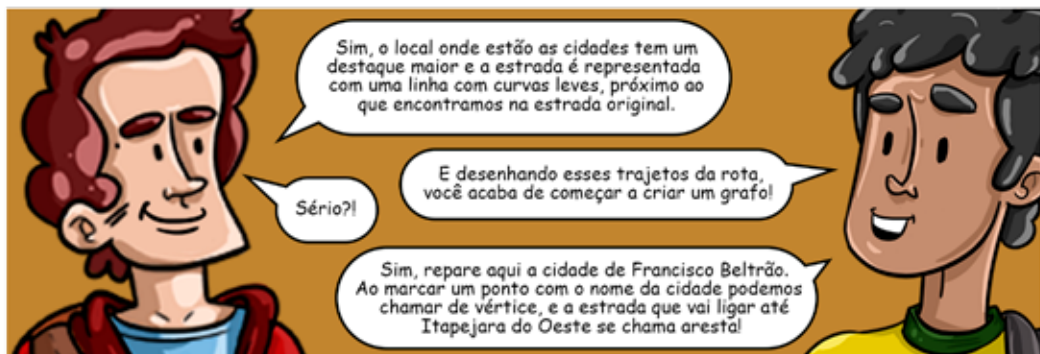 Sim, o local onde estão as cidades tem um
destaque maior e a estrada é representada
com uma linha com curvas leves, próximo ao
que encontramos na estrada original.
E desenhando esses trajetos da rota,
você acaba de começar a criar um grafo!
Sério?!
Sim, repare aqui a cidade de Francisco Beltrão.
Ao marcar um ponto com o nome da cidade podemos
chamar de vértice, e a estrada que vai ligar até
Itapejara do Oeste se chama aresta!